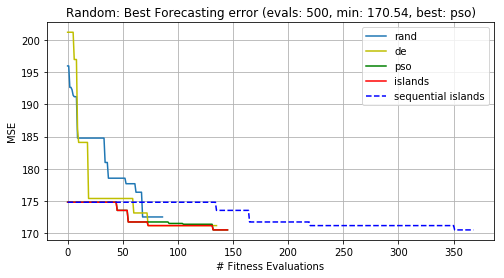 Random: Best Forecasting error (evals: 500, min: 170.54, best: pso)
rand
de
pso
islands
sequential islands
MSE
200
195
190
185
180
175
170
0 50 100 150 200 250 300 350
# Fitness Evaluations